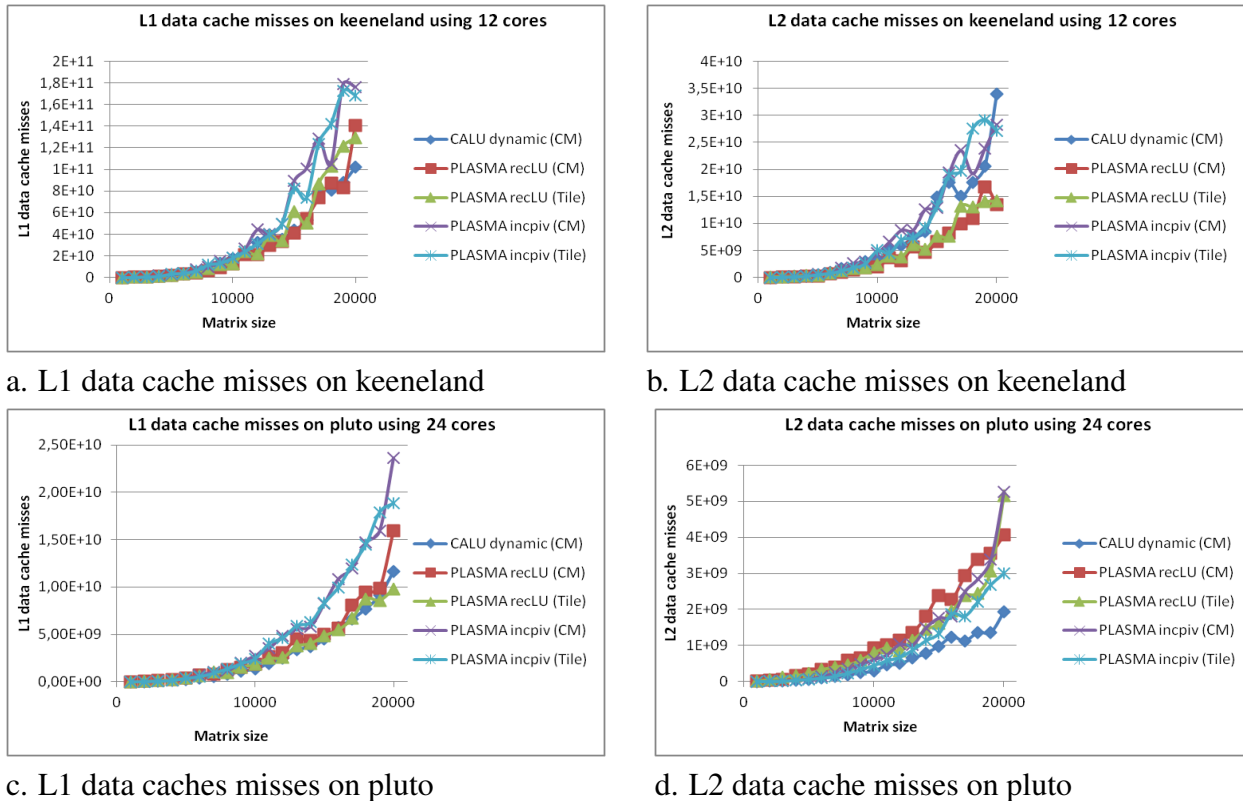 L1 data cache misses on keeneland using 12 cores
L1 data cache misses
2E+11
1.8E+11
1.6E+11
1.4E+11
1.2E+11
1E+11
8E+10
6E+10
4E+10
2E+10
0
0
10000
20000
Matrix size
CALU dynamic (CM)
PLASMA recLU (CM)
PLASMA recLU (Tile)
PLASMA incpiv (CM)
PLASMA incpiv (Tile)
a. L1 data cache misses on keeneland
L2 data cache misses on keeneland using 12 cores
L2 data cache misses
4E+10
3.5E+10
3E+10
2.5E+10
2E+10
1.5E+10
1E+10
5E+09
0
0
10000
20000
Matrix size
CALU dynamic (CM)
PLASMA recLU (CM)
PLASMA recLU (Tile)
PLASMA incpiv (CM)
PLASMA incpiv (Tile)
b. L2 data cache misses on keeneland
L1 data cache misses on pluto using 24 cores
L1 data cache misses
2,50E+10
2,00E+10
1,50E+10
1,00E+10
5,00E+09
0,00E+00
0
10000
20000
Matrix size
CALU dynamic (CM)
PLASMA recLU (CM)
PLASMA recLU (Tile)
PLASMA incpiv (CM)
PLASMA incpiv (Tile)
c. L1 data caches misses on pluto
L2 data cache misses on pluto using 24 cores
L2 data cache misses
6E+09
5E+09
4E+09
3E+09
2E+09
1E+09
0
0
10000
20000
Matrix size
CALU dynamic (CM)
PLASMA recLU (CM)
PLASMA recLU (Tile)
PLASMA incpiv (CM)
PLASMA incpiv (Tile)
d. L2 data cache misses on pluto